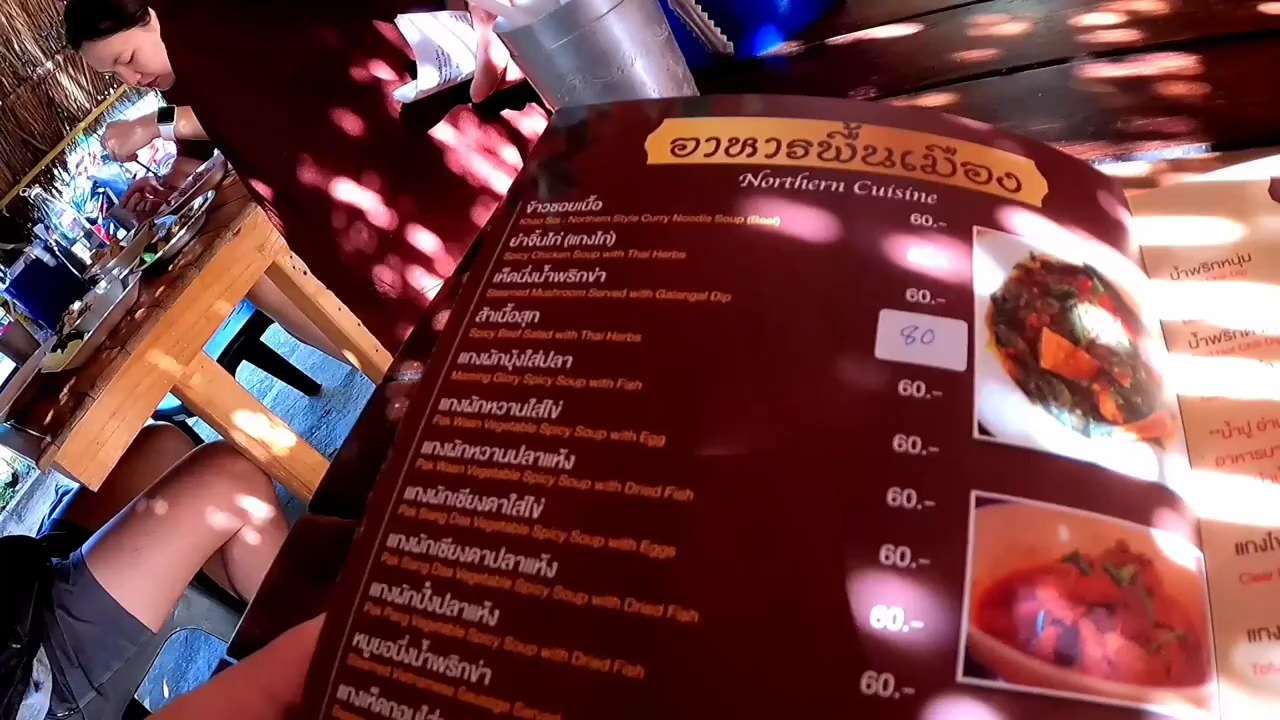 อาหารพื้นเมือง
Northern Cuisine
ข้าวซอยเนื้อ 60.-
Khao Soi : Northern Style Curry Noodle Soup (Beef)
ยำจิ้นไก่ (แกงไก่)
Spicy Chicken Soup with Thai Herbs
เห็ดนึ่งน้ำพริกข่า 60.-
Steamed Mushroom Served with Galangal Dip
ส้าเนื้อสุก 80
Spicy Beef Salad with Thai Herbs
แกงผักบุ้งใส่ปลา 60.-
Morning Glory Spicy Soup with Fish
แกงผักหวานใส่ไข่ 60.-
Pak Waan Vegetable Spicy Soup with Egg
แกงผักหวานปลาแห้ง 60.-
Pak Waan Vegetable Spicy Soup with Dried Fish
แกงผักเชียงดาใส่ไข่ 60.-
Pak Siang Daa Vegetable Spicy Soup with Eggs
แกงผักเชียงดาปลาแห้ง 60.-
Pak Siang Daa Vegetable Spicy Soup with Dried Fish
แกงผักปั๋งปลาแห้ง 60.-
Pak Pang Vegetable Spicy Soup with Dried Fish
หมูยอนึ่งน้ำพริกข่า
Steamed Vietnamese Sausage Served
น้ำพริกหนุ่ม